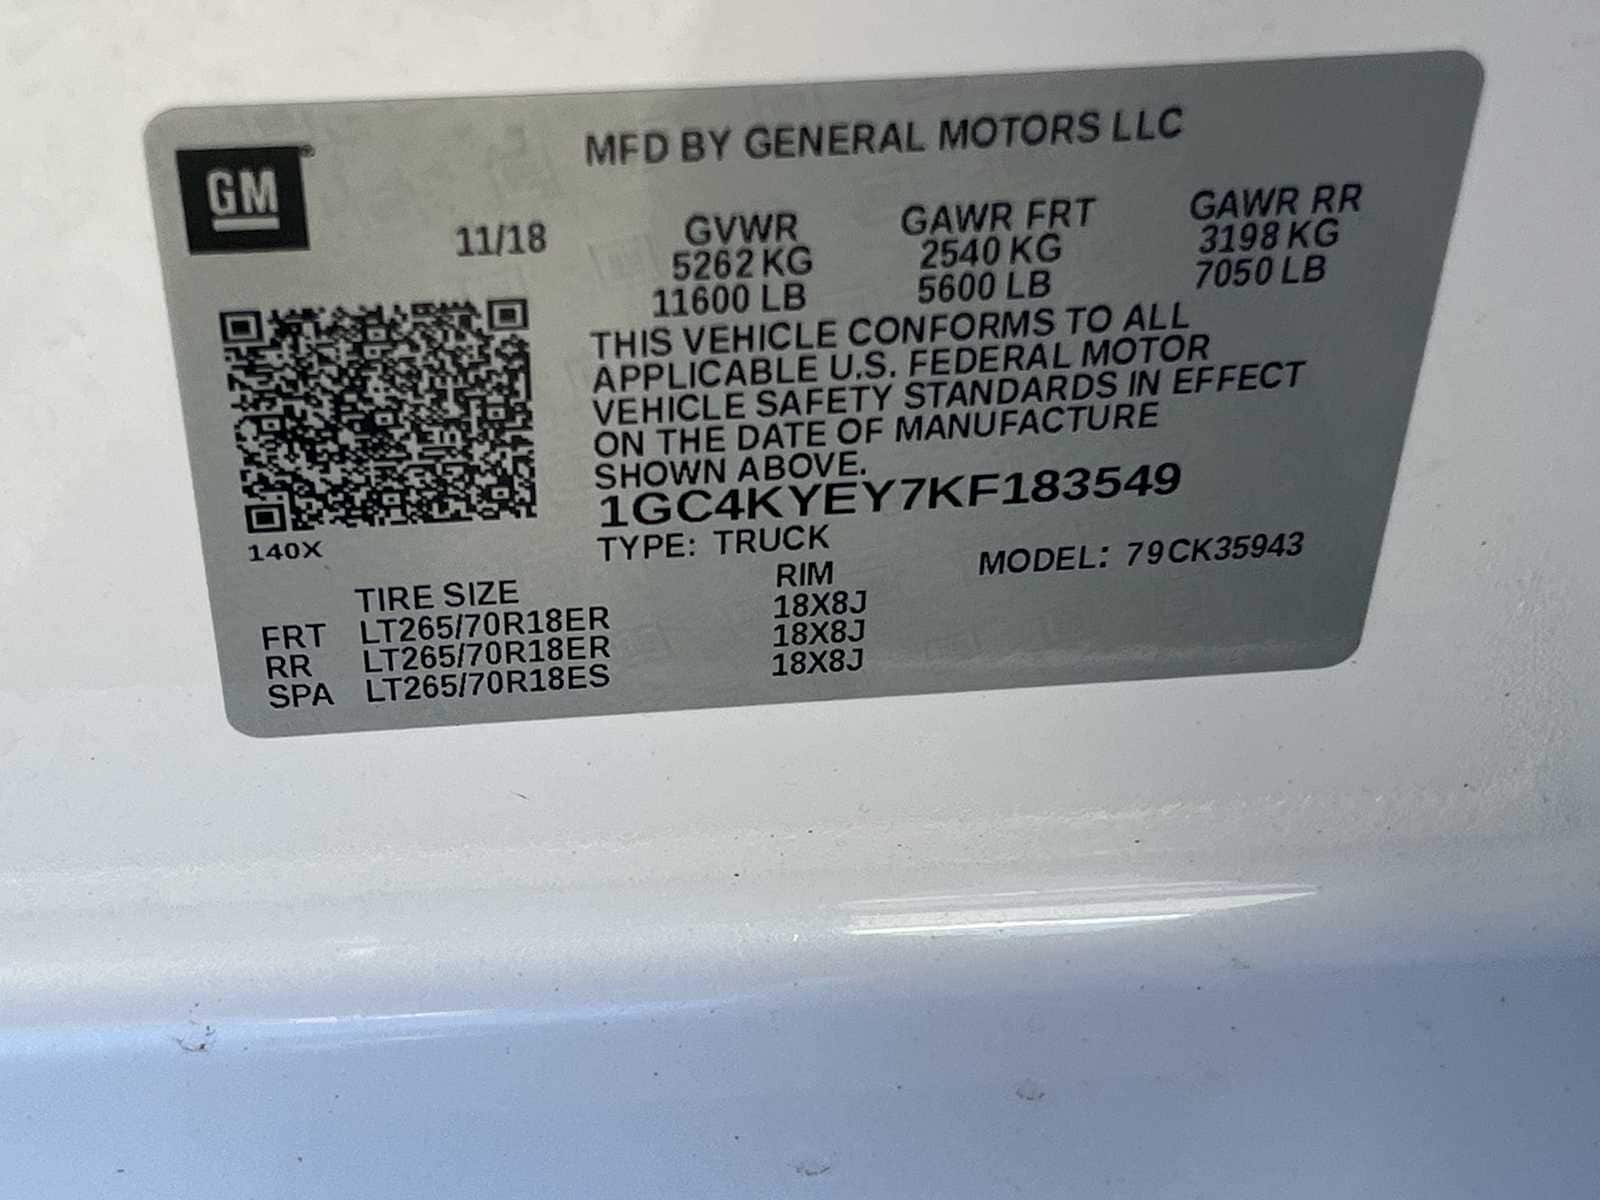 GM
MFD BY GENERAL MOTORS LLC
11/18
GVWR
5262 KG
11600 LB
GAWR FRT
2540 KG
5600 LB
GAWR RR
3198 KG
7050 LB
THIS VEHICLE CONFORMS TO ALL
APPLICABLE U.S. FEDERAL MOTOR
VEHICLE SAFETY STANDARDS IN EFFECT
ON THE DATE OF MANUFACTURE
SHOWN ABOVE.
1GC4KYEY7KF183549
TYPE: TRUCK
MODEL: 79CK35943
140X
TIRE SIZE RIM
FRT LT265/70R18ER 18X8J
RR LT265/70R18ER 18X8J
SPA LT265/70R18ES 18X8J